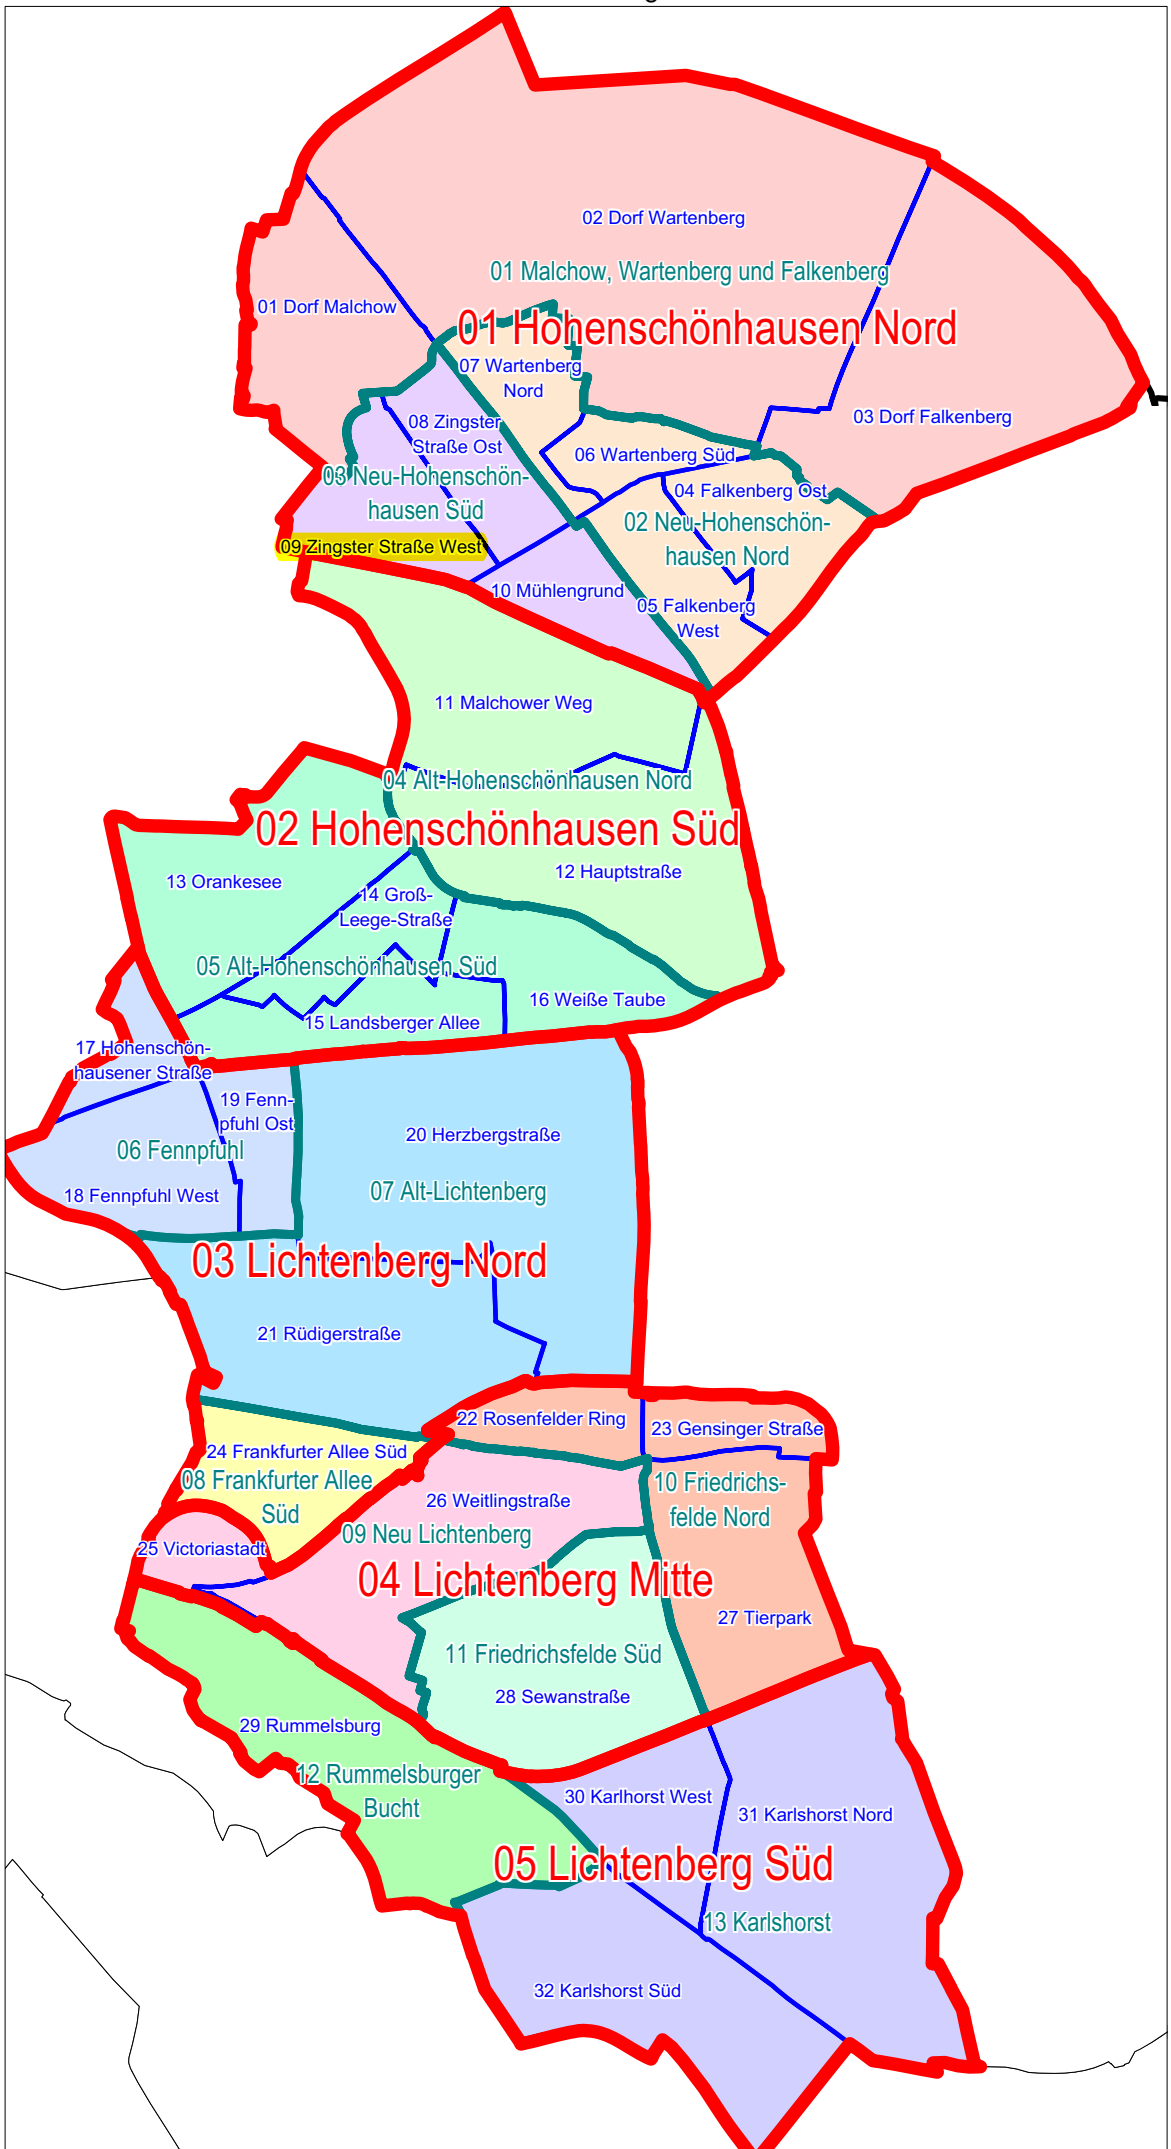 02 Dorf Wartenberg
01 Malchow, Wartenberg und Falkenberg
01 Dorf Malchow
01 Hohenschönhausen Nord
07 Wartenberg
Nord
03 Dorf Falkenberg
08 Zingster
Straße Ost
06 Wartenberg Süd
03 Neu-Hohenschön-
hausen Süd
04 Falkenberg Ost
02 Neu-Hohenschön-
hausen Nord
09 Zingster Straße West
10 Mühlengrund
05 Falkenberg
West
11 Malchower Weg
04 Alt-Hohenschönhausen Nord
02 Hohenschönhausen Süd
12 Hauptstraße
13 Orankesee
14 Groß-
Leege-Straße
05 Alt-Hohenschönhausen Süd
16 Weiße Taube
15 Landsberger Allee
17 Hohenschön-
hausener Straße
19 Fenn-
pfuhl Ost
20 Herzbergstraße
06 Fennpfuhl
18 Fennpfuhl West
07 Alt-Lichtenberg
03 Lichtenberg Nord
21 Rüdigerstraße
22 Rosenfelder Ring
23 Gensinger Straße
24 Frankfurter Allee Süd
08 Frankfurter Allee
Süd
10 Friedrichs-
felde Nord
26 Weitlingstraße
09 Neu Lichtenberg
25 Victoriastadt
04 Lichtenberg Mitte
27 Tierpark
11 Friedrichsfelde Süd
28 Sewanstraße
29 Rummelsburg
12 Rummelsburger
Bucht
30 Karlhorst West
31 Karlshorst Nord
05 Lichtenberg Süd
13 Karlshorst
32 Karlshorst Süd